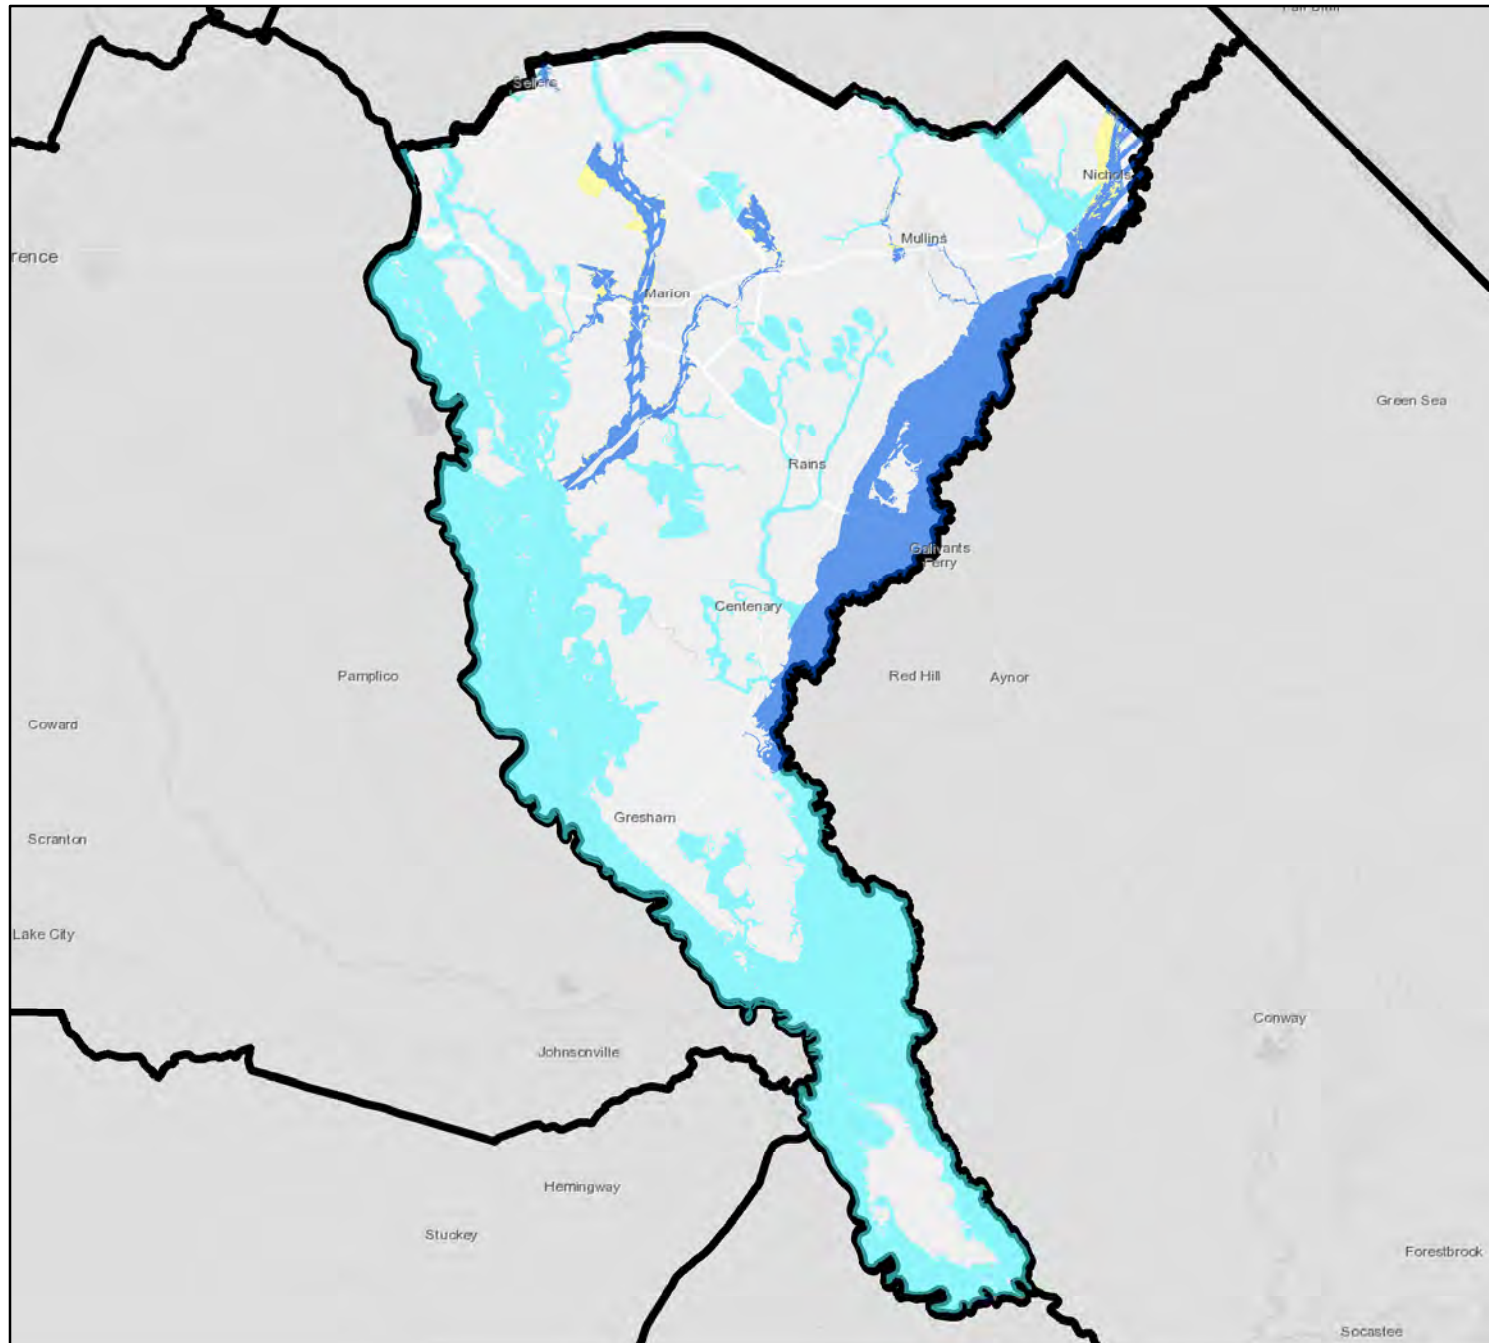 Sellers
Nichols
Mullins
rence
Marion
Green Sea
Rains
Galivants
Ferry
Centenary
Pamplico
Red Hill
Aynor
Coward
Gresham
Scranton
Lake City
Conway
Johnsonville
Hemingway
Stuckey
Forestbrook
Socastee